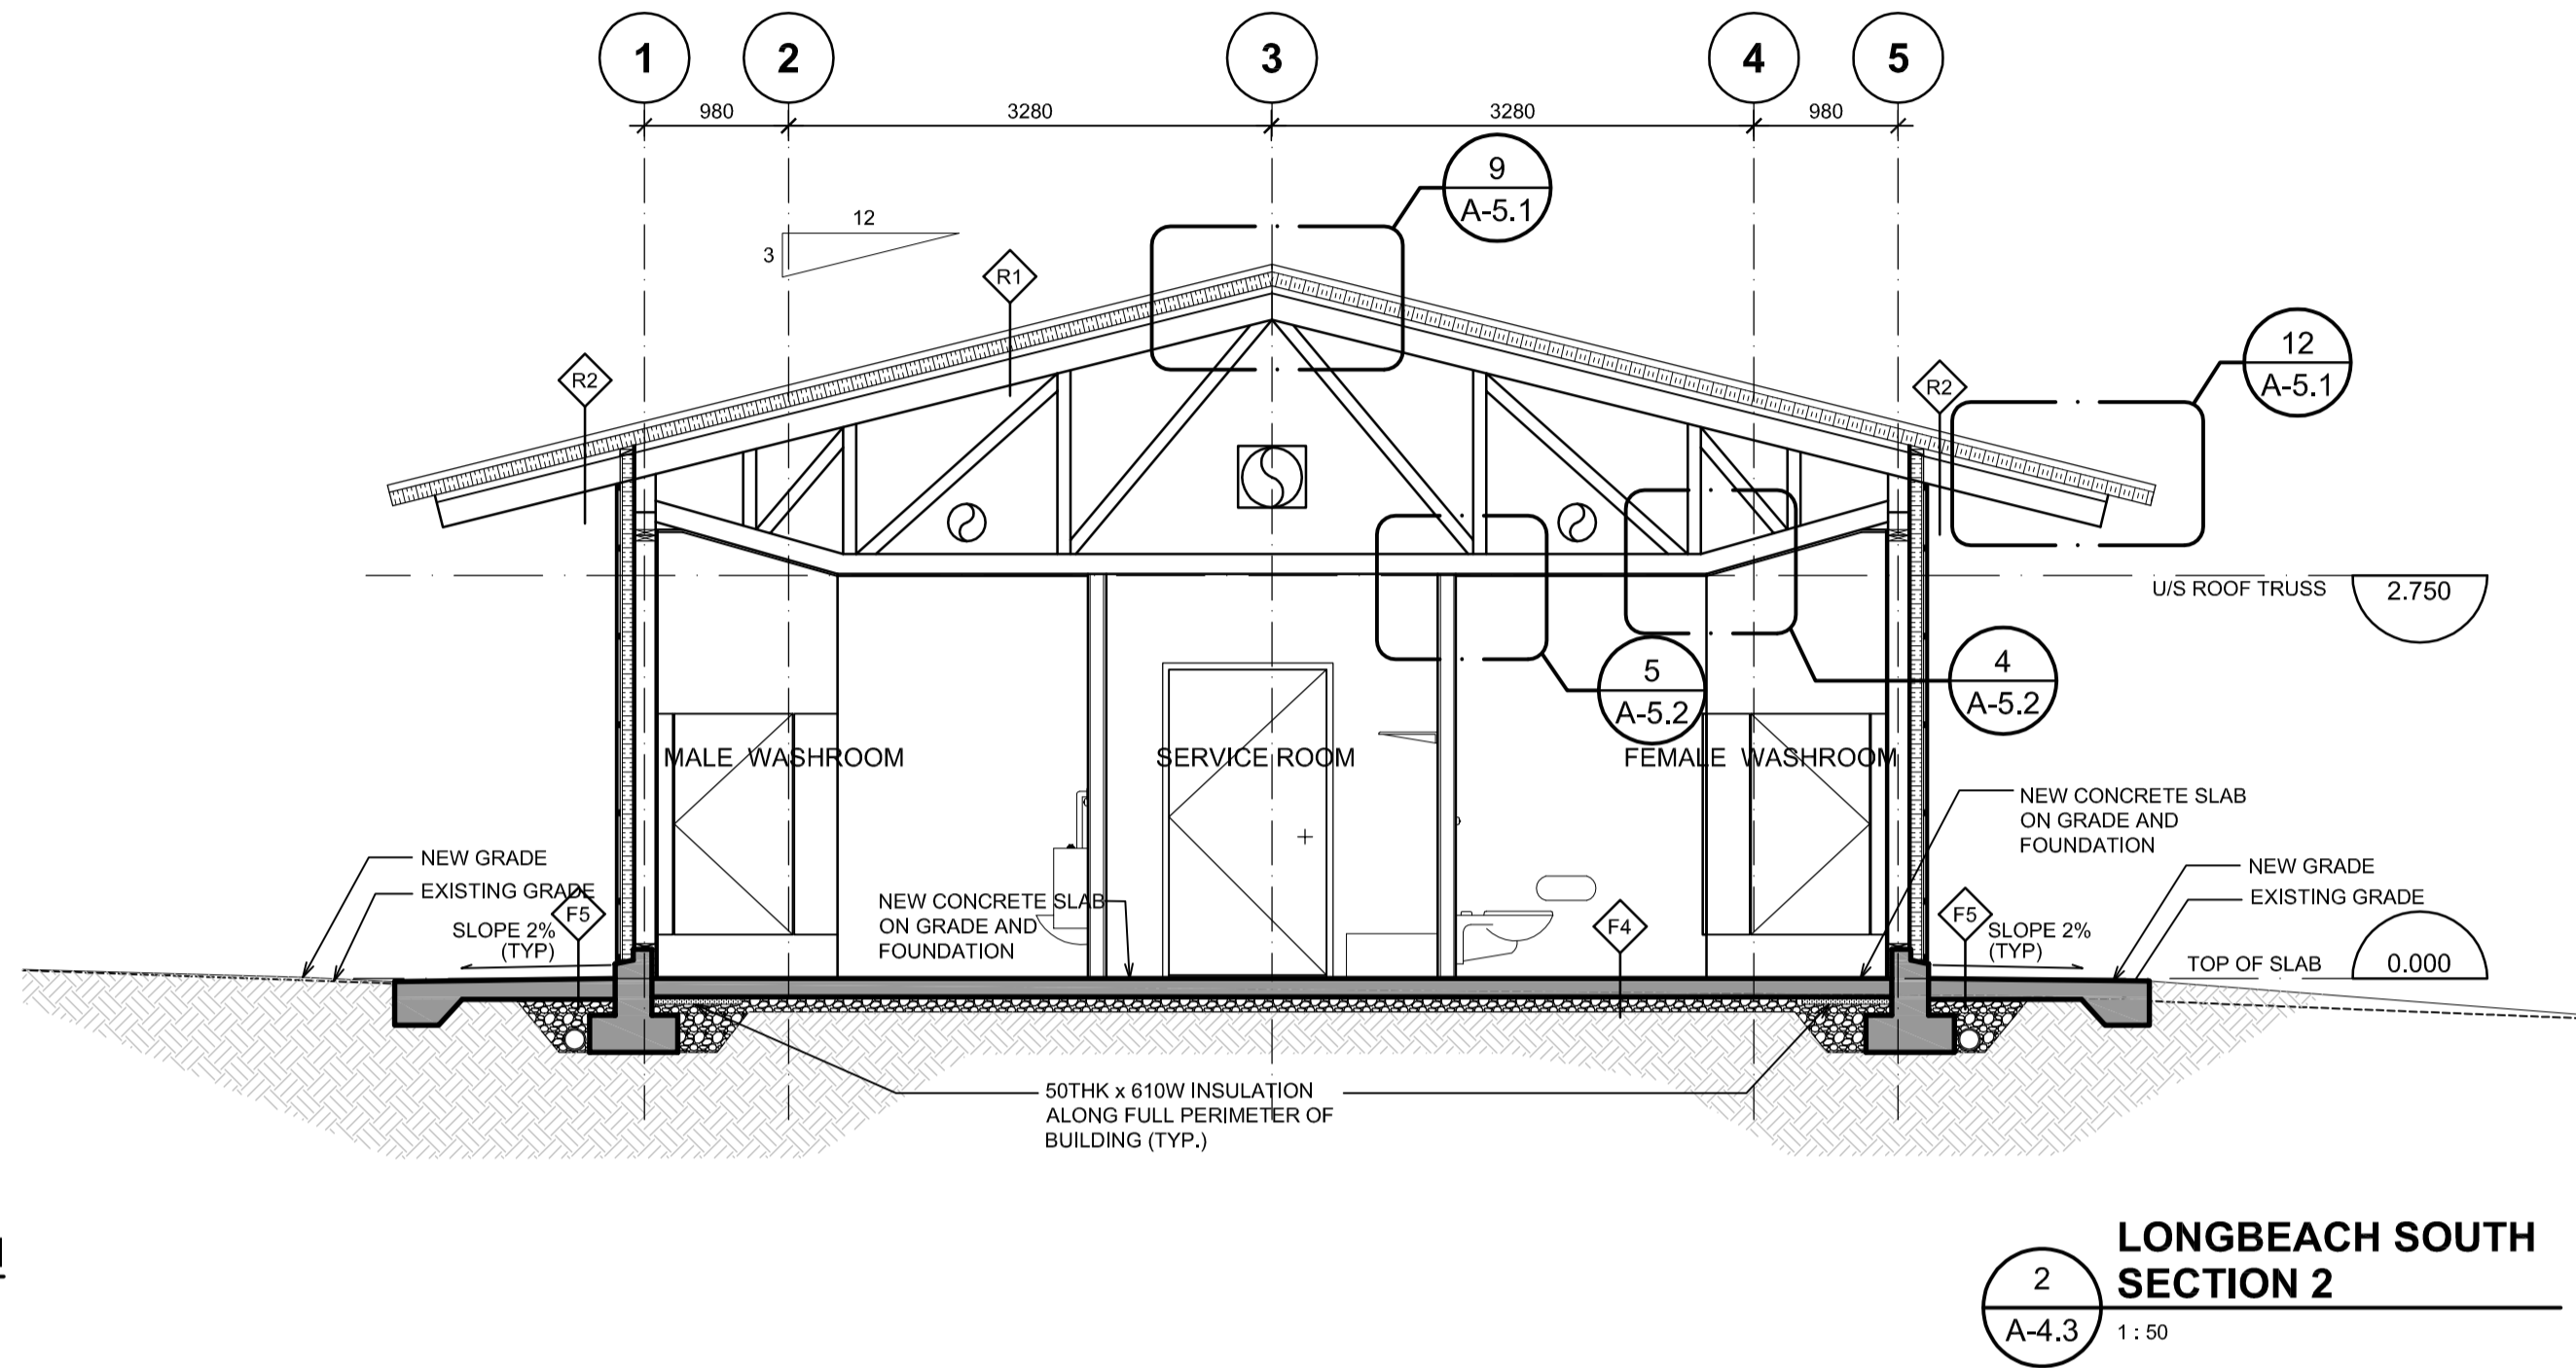 1
2
3
4
5
980
3280
3280
980
9
A-5.1
12
3
R1
12
A-5.1
R2
R2
U/S ROOF TRUSS
2.750
5
A-5.2
4
A-5.2
MALE WASHROOM
SERVICE ROOM
FEMALE WASHROOM
NEW CONCRETE SLAB
ON GRADE AND
FOUNDATION
NEW GRADE
EXISTING GRADE
F5
SLOPE 2%
(TYP)
NEW CONCRETE SLAB
ON GRADE AND
FOUNDATION
F4
NEW GRADE
EXISTING GRADE
F5
SLOPE 2%
(TYP)
TOP OF SLAB
0.000
50THK x 610W INSULATION
ALONG FULL PERIMETER OF
BUILDING (TYP.)
2
A-4.3
LONGBEACH SOUTH
SECTION 2
1 : 50